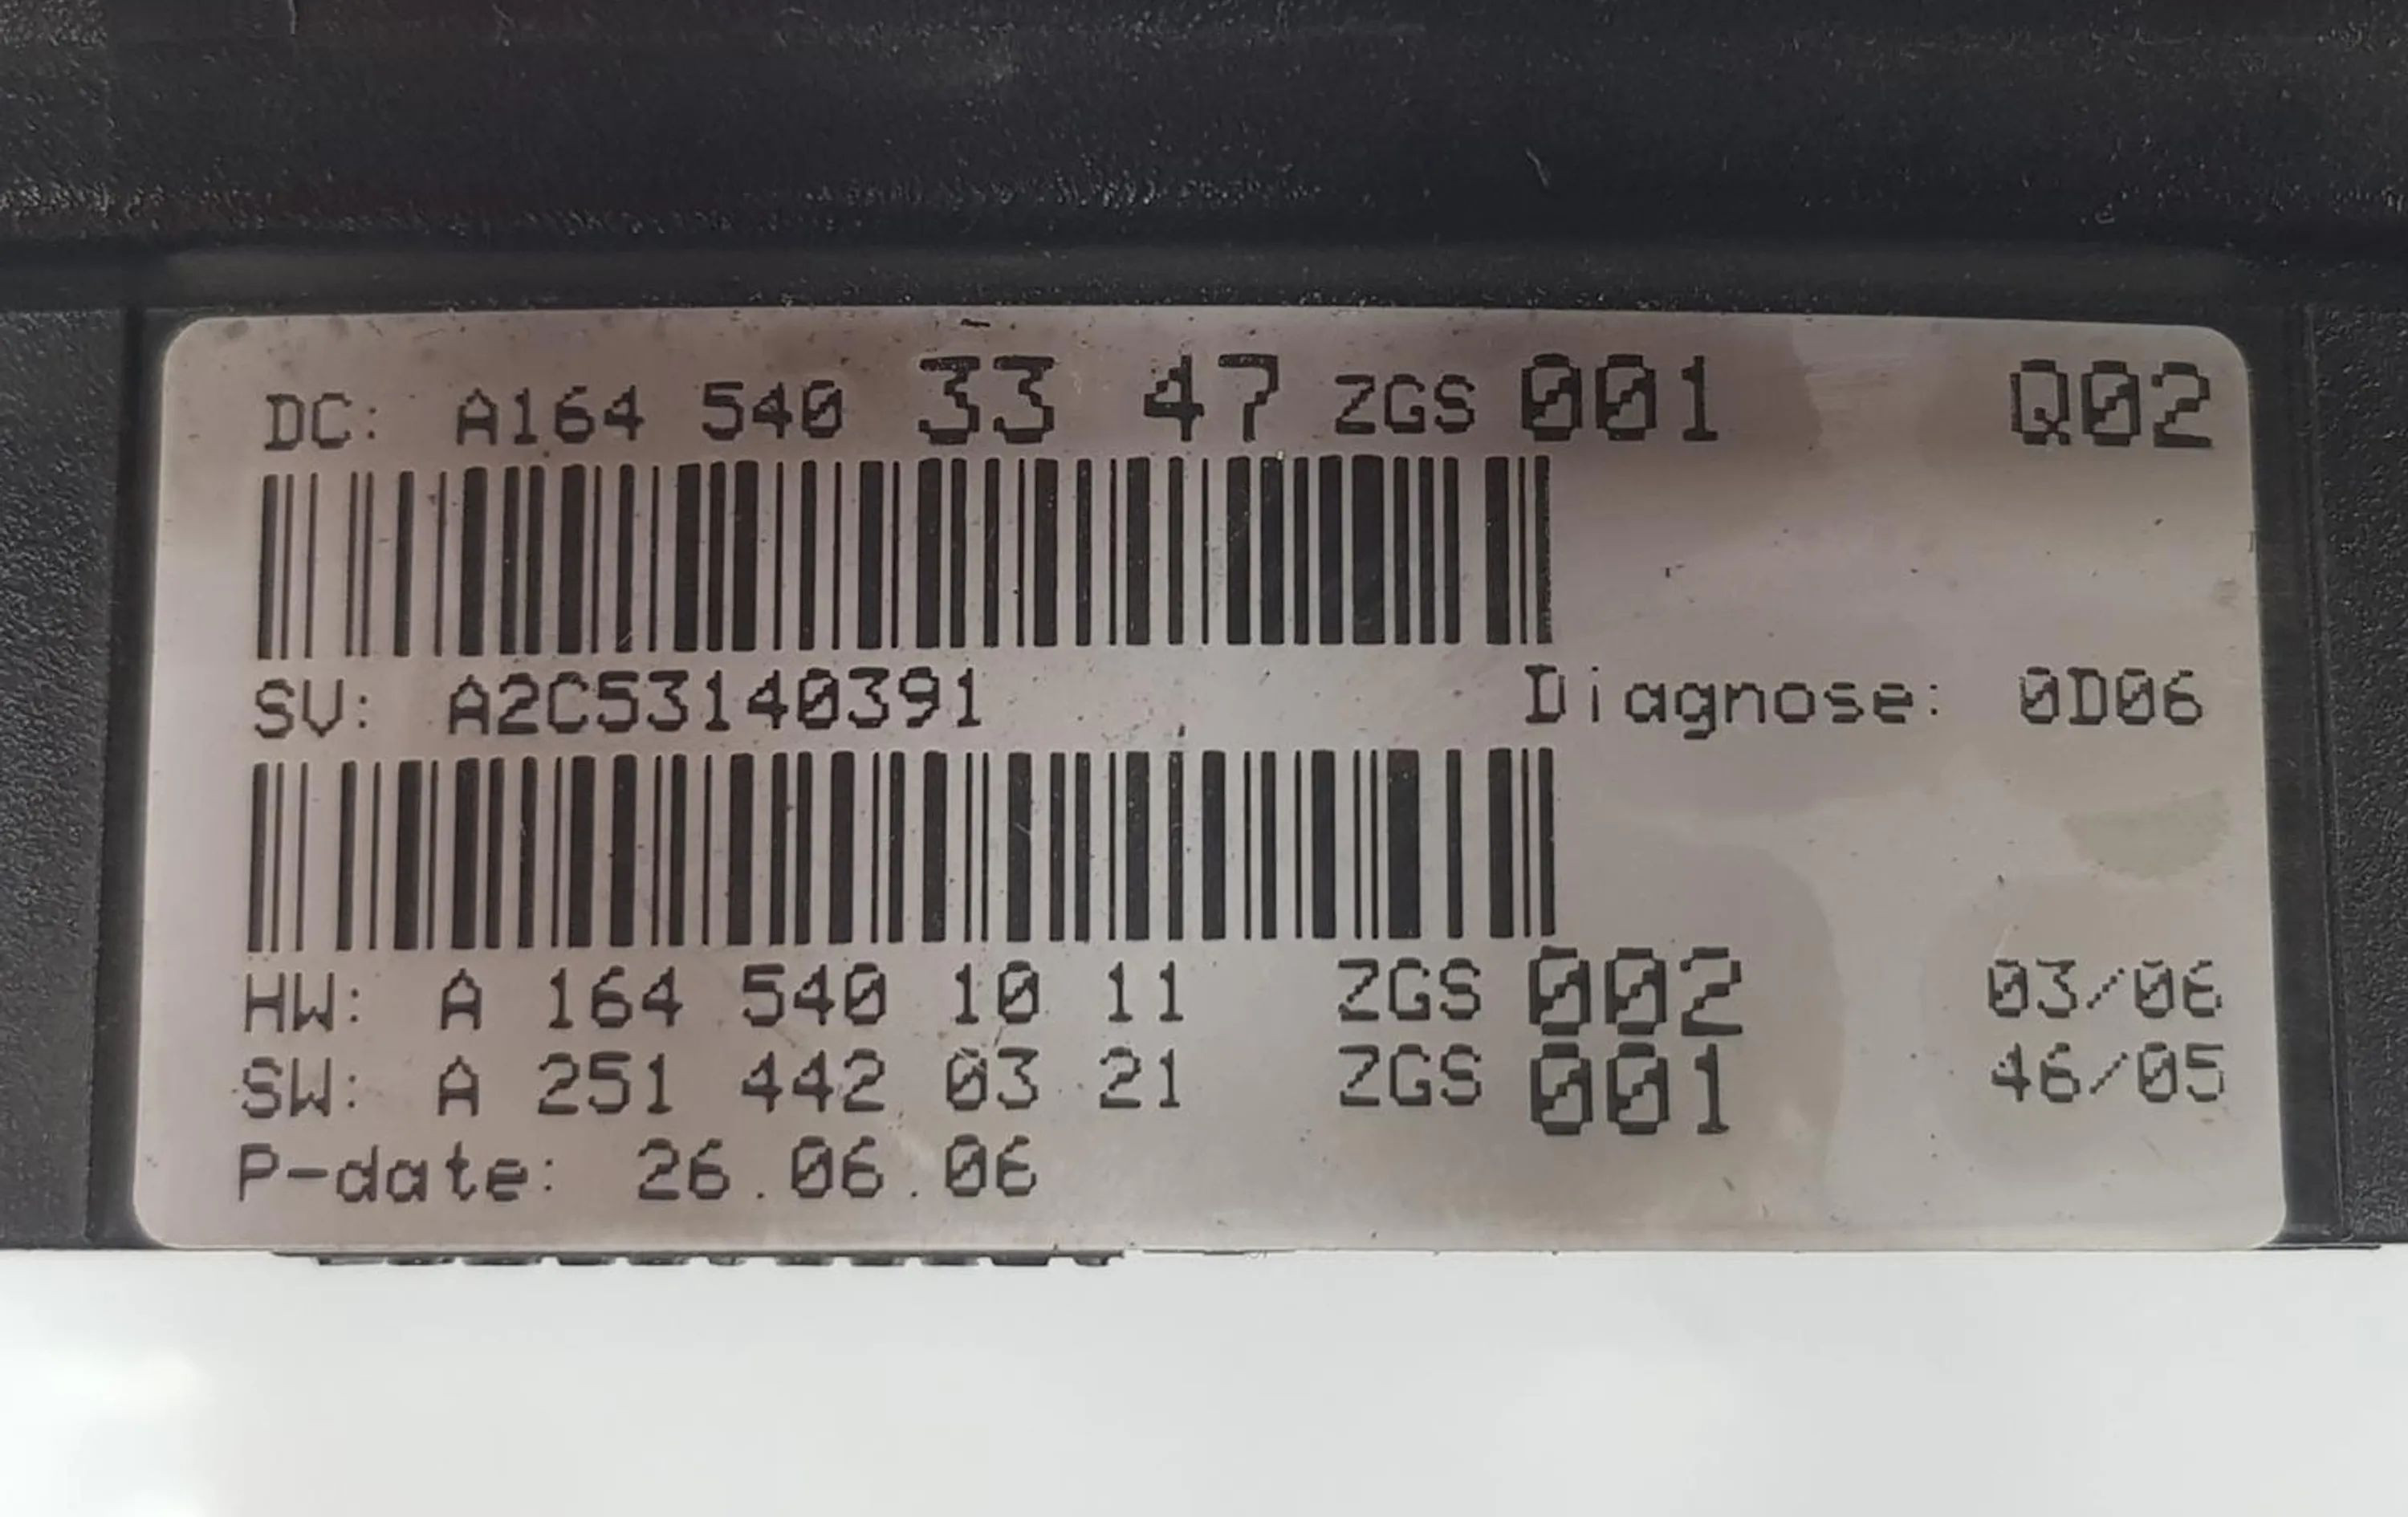 DC: A164 540 33 47 ZGS 001 Q02
SV: A2C53140391 Diagnose: 0D06
HW: A 164 540 10 11 ZGS 002 03/06
SW: A 251 442 03 21 ZGS 001 46/05
P-date: 26.06.06